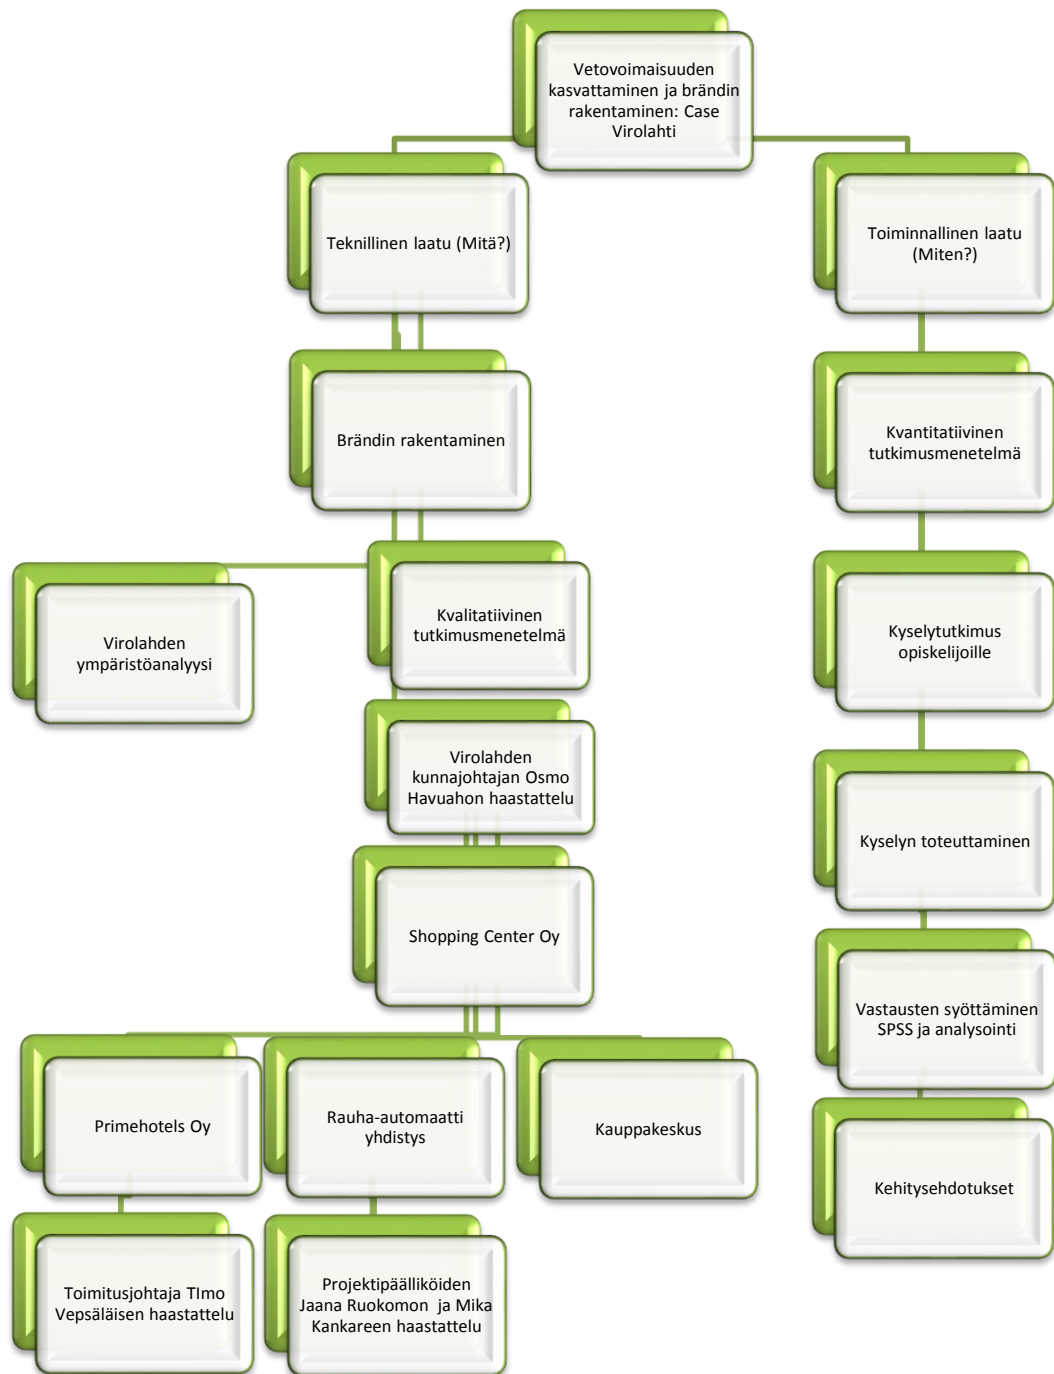 Vetovoimaisuuden
kasvattaminen ja brändin
rakentaminen: Case
Virolahti
Teknillinen laatu (Mitä?)
Toiminnallinen laatu
(Miten?)
Brändin rakentaminen
Kvantitatiivinen
tutkimusmenetelmä
Virolahden
ympäristöanalyysi
Kvalitatiivinen
tutkimusmenetelmä
Kyselytutkimus
opiskelijoille
Virolahden
kunnajohtajan Osmo
Havuahon haastattelu
Kyselyn toteuttaminen
Shopping Center Oy
Vastausten syöttäminen
SPSS ja analysointi
Primehotels Oy
Rauha-automaatti
yhdistys
Kauppakeskus
Kehitysehdotukset
Toimitusjohtaja TImo
Vepsäläisen haastattelu
Projektipäälliköiden
Jaana Ruokomon ja Mika
Kankareen haastattelu